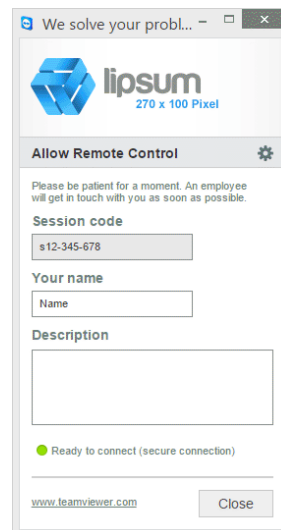 We solve your probl...
lipsum
270 x 100 Pixel
Allow Remote Control
Please be patient for a moment. An employee
will get in touch with you as soon as possible.
Session code
s12-345-678
Your name
Name
Description
Ready to connect (secure connection)
www.teamviewer.com
Close